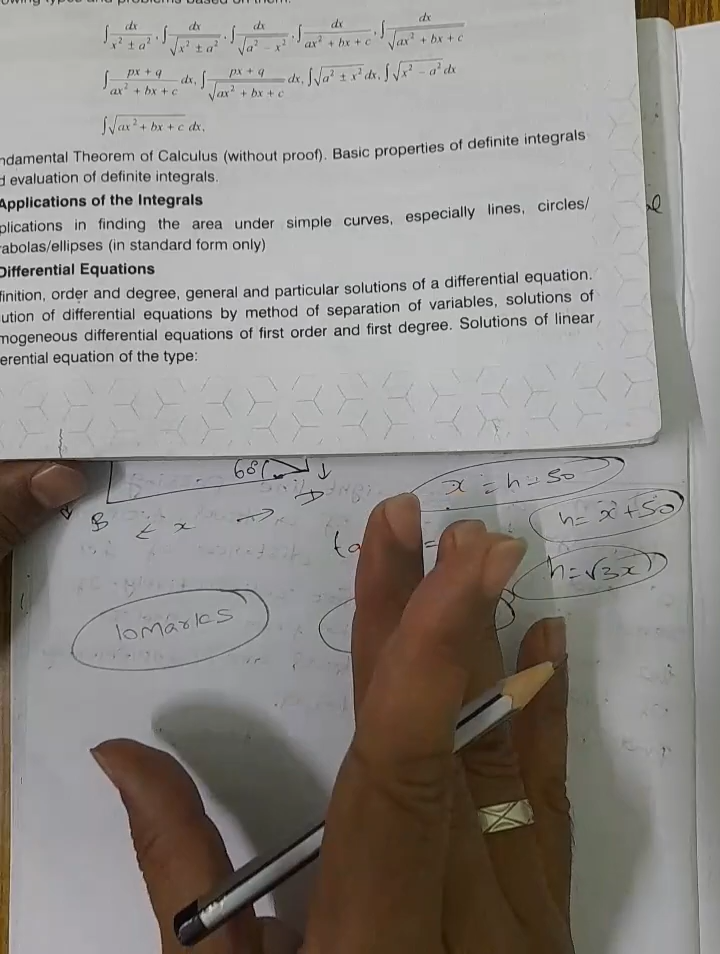 ∫ dx/(x² ± a²), ∫ dx/√(x² ± a²), ∫ dx/√(a² – x²), ∫ dx/(ax² + bx + c), ∫ dx/√(ax² + bx + c)
∫ (px + q)/(ax² + bx + c) dx, ∫ (px + q)/√(ax² + bx + c) dx, ∫√(a² ± x²) dx, ∫√(x² – a²) dx
∫√(ax² + bx + c) dx,
ndamental Theorem of Calculus (without proof). Basic properties of definite integrals
d evaluation of definite integrals.
Applications of the Integrals
plications in finding the area under simple curves, especially lines, circles/
abolas/ellipses (in standard form only)
Differential Equations
finition, order and degree, general and particular solutions of a differential equation.
ution of differential equations by method of separation of variables, solutions of
mogeneous differential equations of first order and first degree. Solutions of linear
erential equation of the type:
x = h - 50
B x D
h = x + 50
ta =
h = √3x
10marks